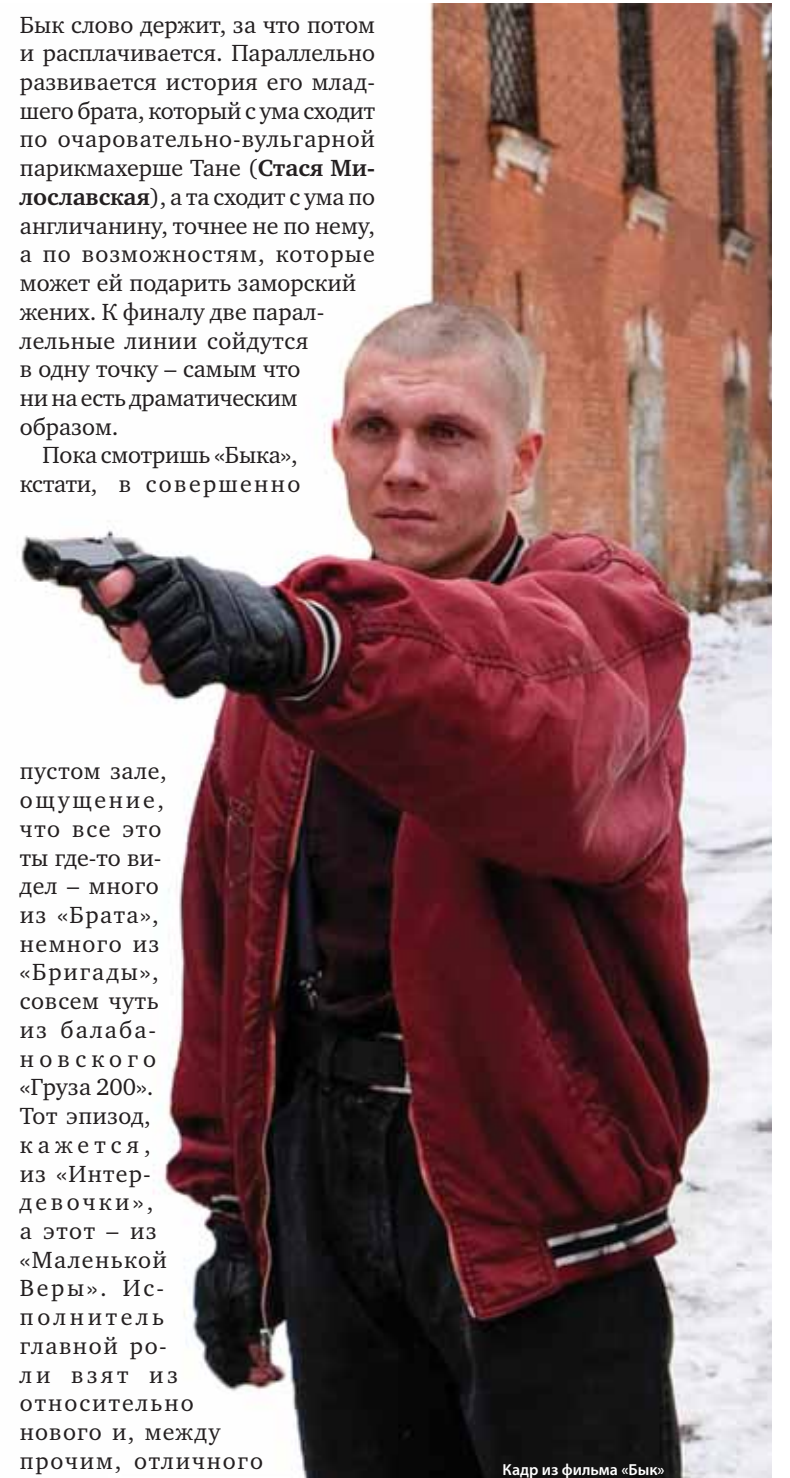 Бык слово держит, за что потом
и расплачивается. Параллельно
развивается история его млад-
шего брата, который с ума сходит
по очаровательно-вульгарной
парикмахерше Тане (Стася Ми-
лославская), а та сходит с ума по
англичанину, точнее не по нему,
а по возможностям, которые
может ей подарить заморский
жених. К финалу две парал-
лельные линии сойдутся
в одну точку – самым что
ни на есть драматическим
образом.
Пока смотришь «Быка»,
кстати, в совершенно
пустом зале,
ощущение,
что все это
ты где-то ви-
дел – много
из «Брата»,
немного из
«Бригады»,
совсем чуть
из балаба-
новского
«Груза 200».
Тот эпизод,
кажется,
из «Интер-
девочки»,
а этот – из
«Маленькой
Веры». Ис-
полнитель
главной ро-
ли взят из
относительно
нового и, между
прочим, отличного
Кадр из фильма «Бык»